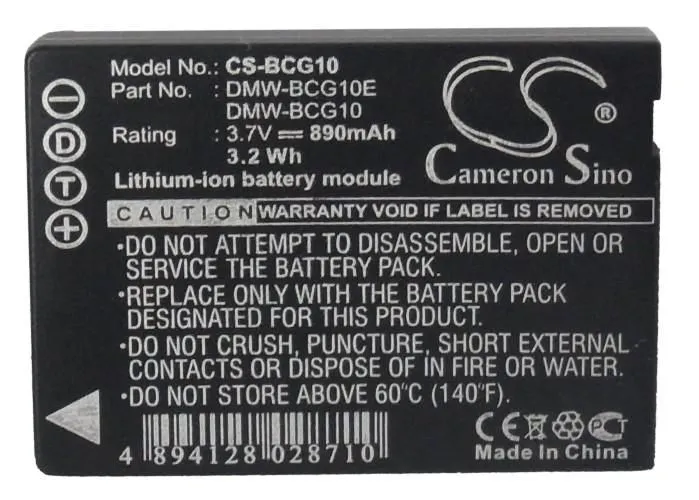 Model No.: CS-BCG10
Part No. : DMW-BCG10E
DMW-BCG10
Rating : 3.7V ⎓ 890mAh
3.2 Wh
Lithium-ion battery module
CS
®
Cameron Sino
− D T +
CAUTION WARRANTY VOID IF LABEL IS REMOVED
•DO NOT ATTEMPT TO DISASSEMBLE, OPEN OR
SERVICE THE BATTERY PACK.
•REPLACE ONLY WITH THE BATTERY PACK
DESIGNATED FOR THIS PRODUCT.
•DO NOT CRUSH, PUNCTURE, SHORT EXTERNAL
CONTACTS OR DISPOSE OF IN FIRE OR WATER.
•DO NOT STORE ABOVE 60°C (140°F).
4 894128 028710
CE PCT
Made in China